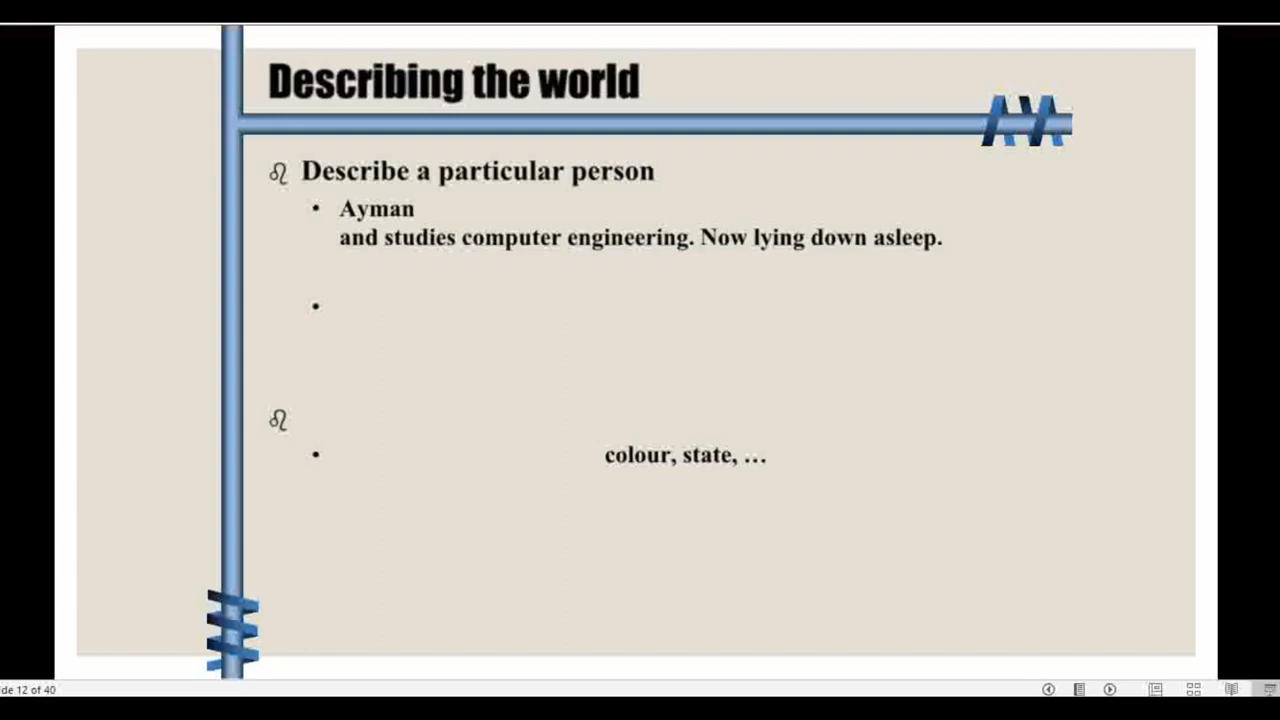 Describing the world
Describe a particular person
• Ayman
and studies computer engineering. Now lying down asleep.
•
• colour, state, …
de 12 of 40